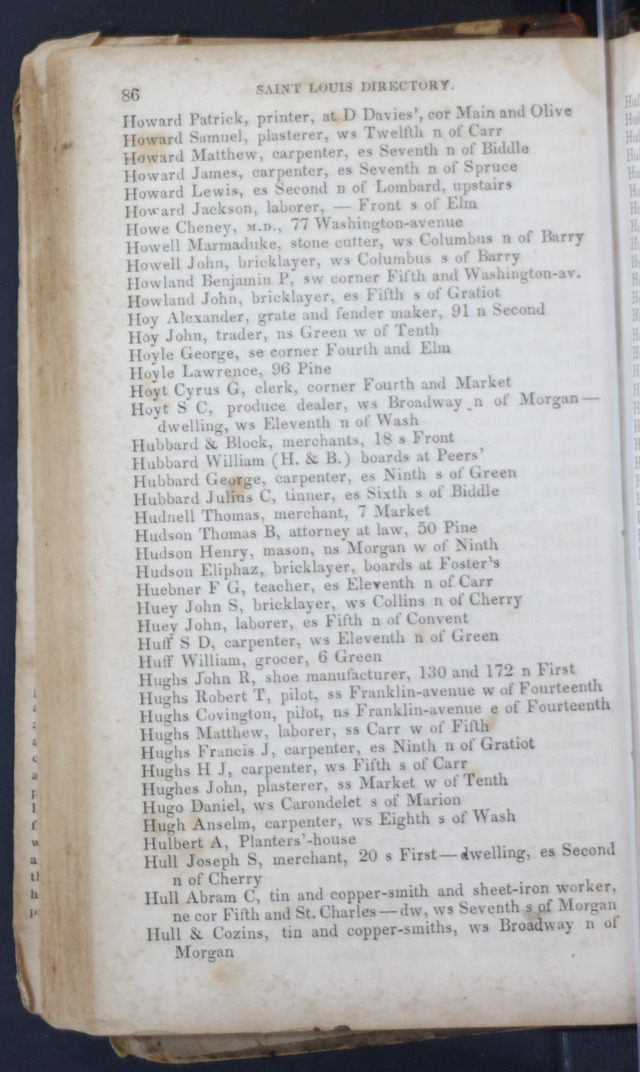 86
SAINT LOUIS DIRECTORY.
Howard Patrick, printer, at D Davies', cor Main and Olive
Howard Samuel, plasterer, ws Twelfth n of Carr
Howard Matthew, carpenter, es Seventh n of Biddle
Howard James, carpenter, es Seventh n of Spruce
Howard Lewis, es Second n of Lombard, upstairs
Howard Jackson, laborer, — Front s of Elm
Howe Cheney, M.D., 77 Washington-avenue
Howell Marmaduke, stone cutter, ws Columbus n of Barry
Howell John, bricklayer, ws Columbus s of Barry
Howland Benjamin P, sw corner Fifth and Washington-av.
Howland John, bricklayer, es Fifth s of Gratiot
Hoy Alexander, grate and fender maker, 91 n Second
Hoy John, trader, ns Green w of Tenth
Hoyle George, se corner Fourth and Elm
Hoyle Lawrence, 96 Pine
Hoyt Cyrus G, clerk, corner Fourth and Market
Hoyt S C, produce dealer, ws Broadway n of Morgan—
dwelling, ws Eleventh n of Wash
Hubbard & Block, merchants, 18 s Front
Hubbard William (H. & B.) boards at Peers'
Hubbard George, carpenter, es Ninth s of Green
Hubbard Julius C, tinner, es Sixth s of Biddle
Hudnell Thomas, merchant, 7 Market
Hudson Thomas B, attorney at law, 50 Pine
Hudson Henry, mason, ns Morgan w of Ninth
Hudson Eliphaz, bricklayer, boards at Foster's
Huebner F G, teacher, es Eleventh n of Carr
Huey John S, bricklayer, ws Collins n of Cherry
Huey John, laborer, es Fifth n of Convent
Huff S D, carpenter, ws Eleventh n of Green
Huff William, grocer, 6 Green
Hughs John R, shoe manufacturer, 130 and 172 n First
Hughs Robert T, pilot, ss Franklin-avenue w of Fourteenth
Hughs Covington, pilot, ns Franklin-avenue e of Fourteenth
Hughs Matthew, laborer, ss Carr w of Fifth
Hughs Francis J, carpenter, es Ninth n of Gratiot
Hughs H J, carpenter, ws Fifth s of Carr
Hughes John, plasterer, ss Market w of Tenth
Hugo Daniel, ws Carondelet s of Marion
Hugh Anselm, carpenter, ws Eighth s of Wash
Hulbert A, Planters'-house
Hull Joseph S, merchant, 20 s First—dwelling, es Second
n of Cherry
Hull Abram C, tin and copper-smith and sheet-iron worker,
ne cor Fifth and St. Charles—dw, ws Seventh s of Morgan
Hull & Cozins, tin and copper-smiths, ws Broadway n of
Morgan